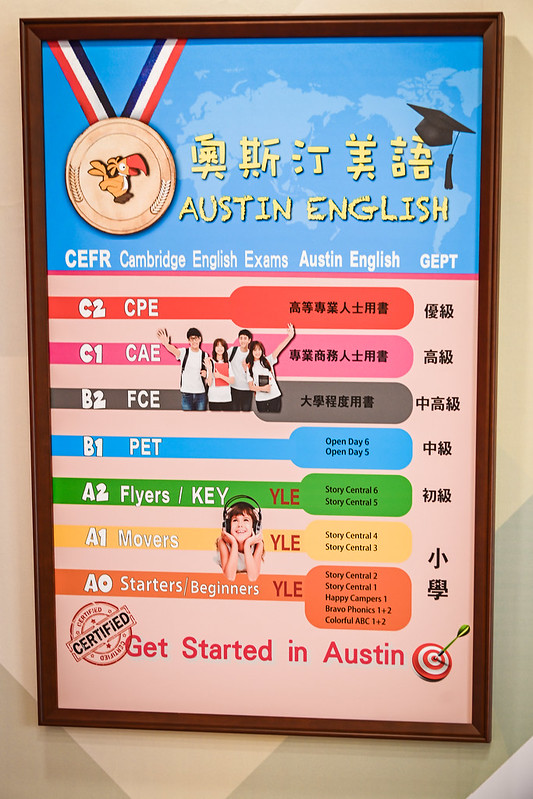 奧斯汀美語
AUSTIN ENGLISH
CEFR Cambridge English Exams Austin English GEPT
C2 CPE 高等專業人士用書 優級
C1 CAE 專業商務人士用書 高級
B2 FCE 大學程度用書 中高級
B1 PET Open Day 6 中級
Open Day 5
A2 Flyers / KEY YLE Story Central 6 初級
Story Central 5
A1 Movers YLE Story Central 4
Story Central 3
小學
A0 Starters/Beginners YLE Story Central 2
Story Central 1
Happy Campers 1
Bravo Phonics 1+2
Colorful ABC 1+2
CERTIFIED
CERTIFIED
CERTIFIED
Get Started in Austin